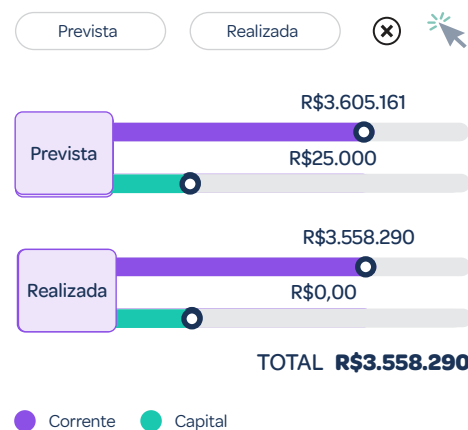 Prevista Realizada
R$3.605.161
Prevista
R$25.000
R$3.558.290
Realizada
R$0,00
TOTAL R$3.558.290
Corrente Capital